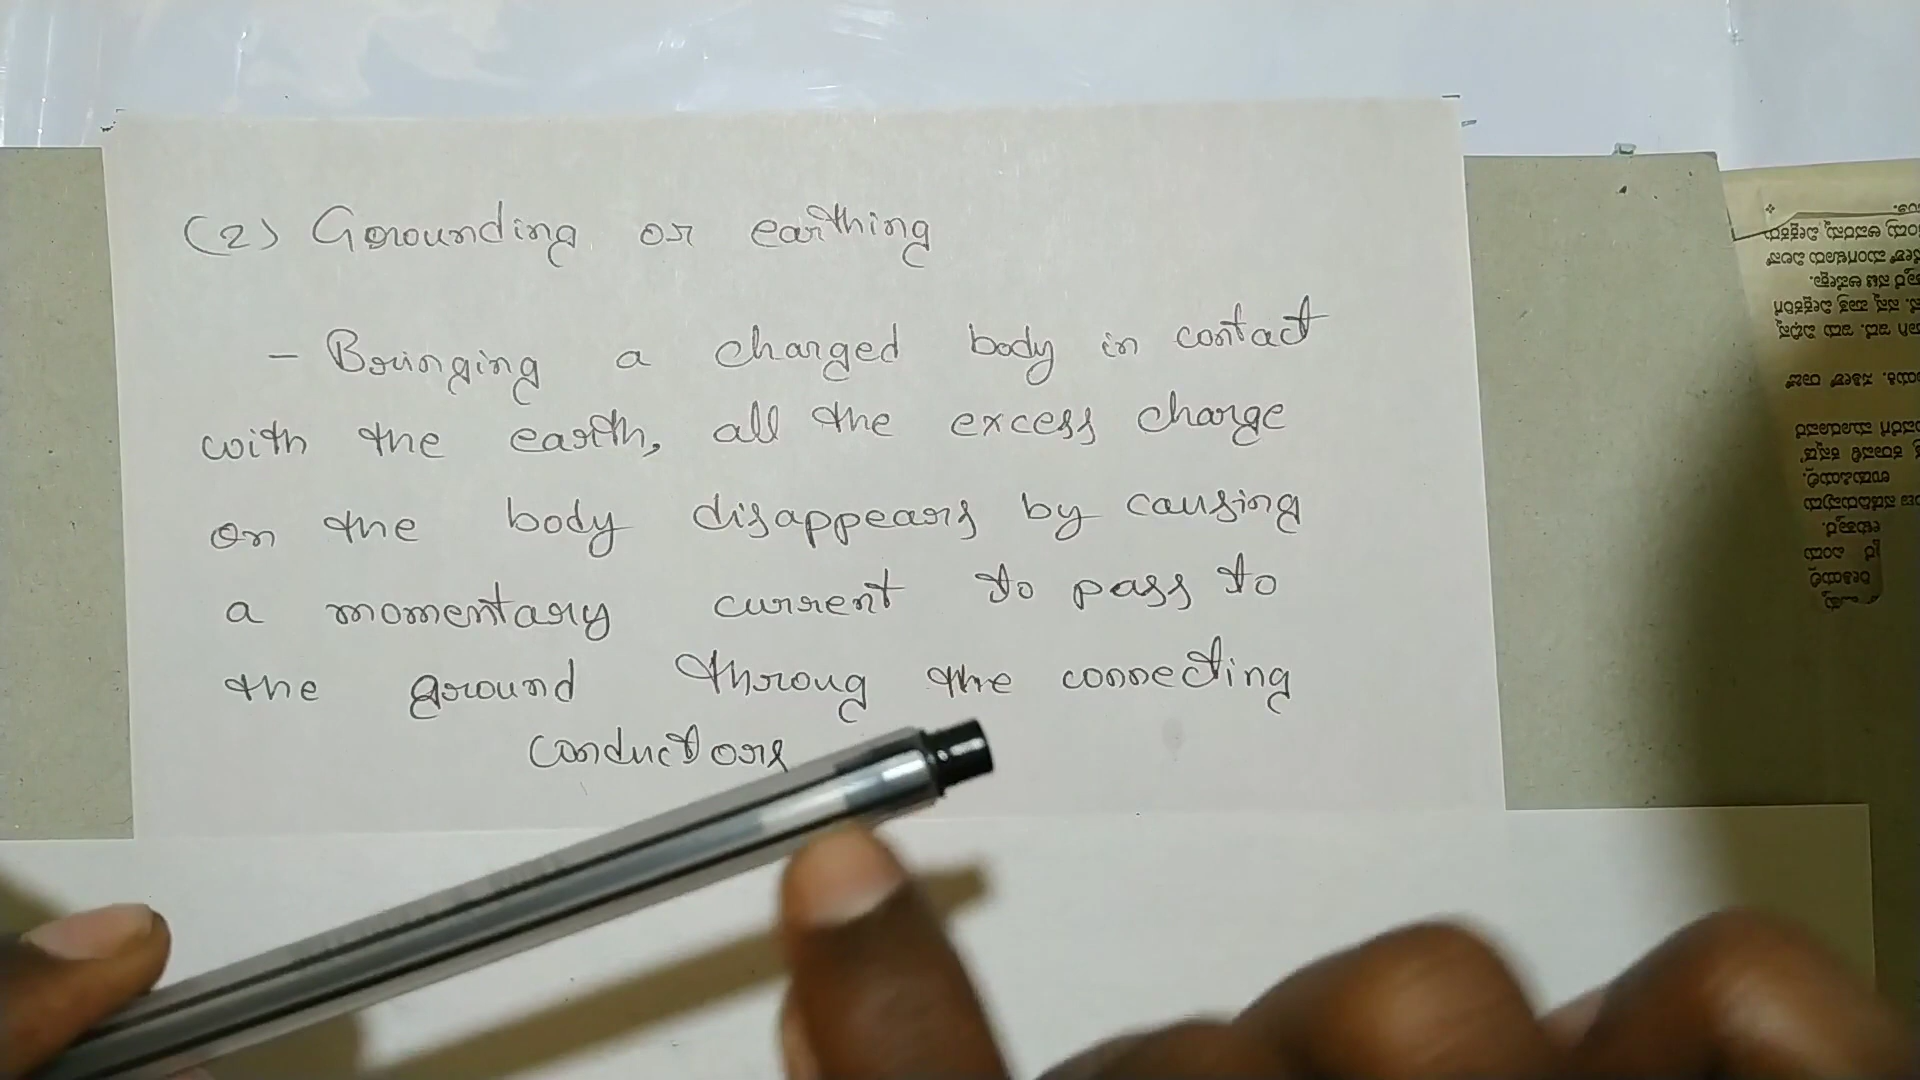 (2) Grounding or earthing
- Bringing a charged body in contact
with the earth, all the excess charge
on the body disappears by causing
a momentary current to pass to
the ground throug the connecting
conductors